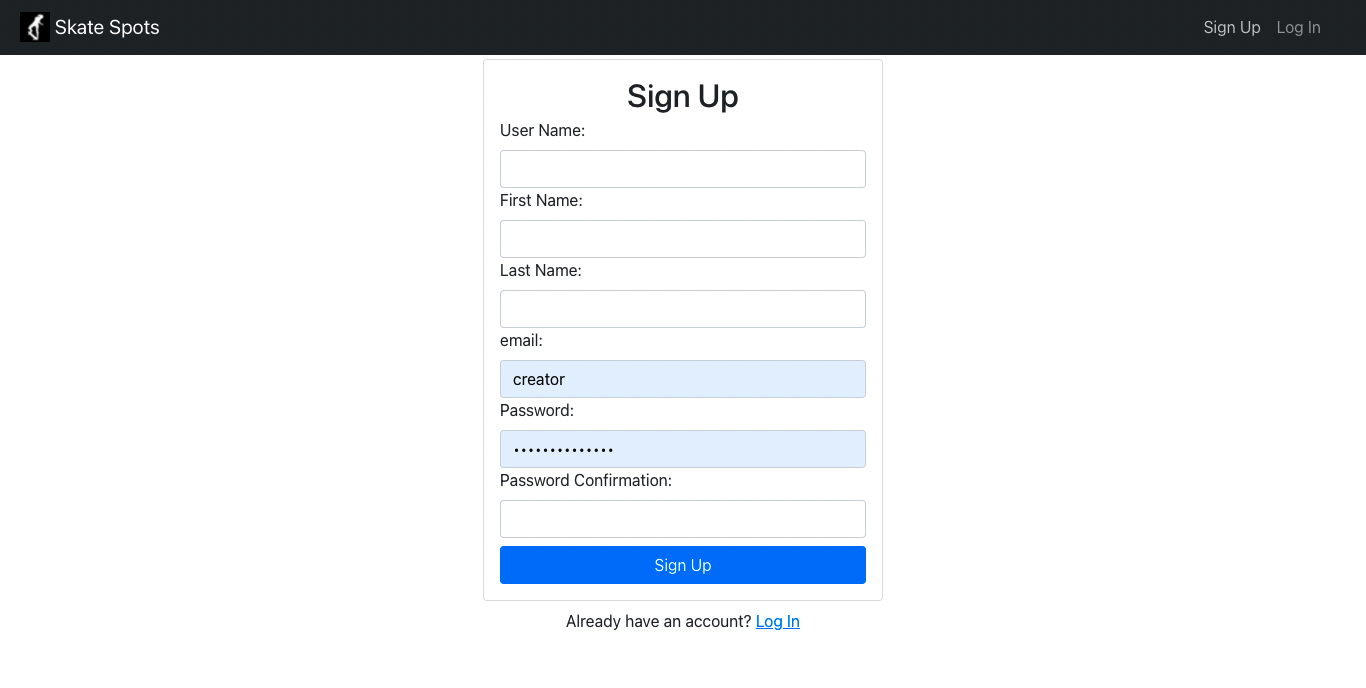 Skate Spots
Sign Up Log In
Sign Up
User Name:
First Name:
Last Name:
email:
creator
Password:
••••••••••••••
Password Confirmation:
Sign Up
Already have an account? Log In